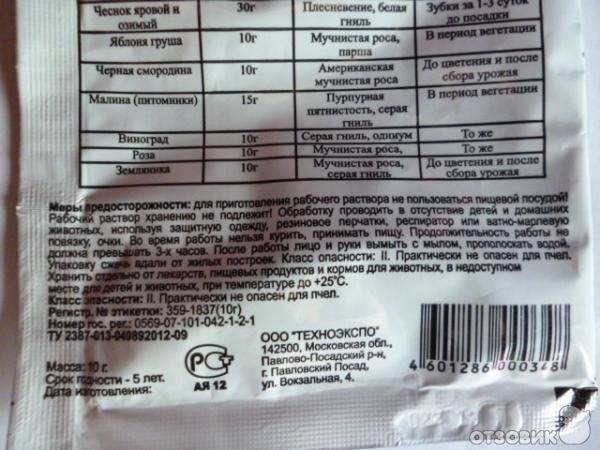 Чеснок яровой и озимый 30г Плесневение, белая гниль Зубки за 1-3 суток до посадки
Яблоня груша 10г Мучнистая роса, парша В период вегетации
Черная смородина 10г Американская мучнистая роса До цветения и после сбора урожая
Малина (питомники) 15г Пурпурная пятнистость, серая гниль В период вегетации
Виноград 10г Серая гниль, одиум То же
Роза 10г Мучнистая роса, То же
Земляника 10г Мучнистая роса, серая гниль До цветения и после сбора урожая
Меры предосторожности: для приготовления рабочего раствора не пользоваться пищевой посудой!
Рабочий раствор хранению не подлежит! Обработку проводить в отсутствие детей и домашних
животных, используя защитную одежду, резиновое перчатки, респиратор или ватно-марлевую
повязку, очки. Во время работы нельзя курить, принимать пищу. Продолжительность работы не
должна превышать 3-х часов. После работы лицо и руки вымыть с мылом, прополоскать водой.
Упаковку сжечь вдали от жилых построек. Класс опасности: II. Практически не опасен для пчел.
Хранить отдельно от лекарств, пищевых продуктов и кормов для животных, в недоступном
месте для детей и животных, при температуре до +25°С.
Класс опасности: II. Практически не опасен для пчел.
Регистр. № этикетки: 359-1837(10г)
Номер гос. рег.: 0569-07-101-042-1-2-1
ТУ 2387-013-049892012-09
Масса: 10 г.
Срок годности - 5 лет.
Дата изготовления:
РСТ
АЯ 12
ООО "ТЕХНОЭКСПО"
142500, Московская обл.,
Павлово-Посадский р-н,
г. Павловский Посад,
ул. Вокзальная, 4.
4 601286 000348
ОТЗОВИК